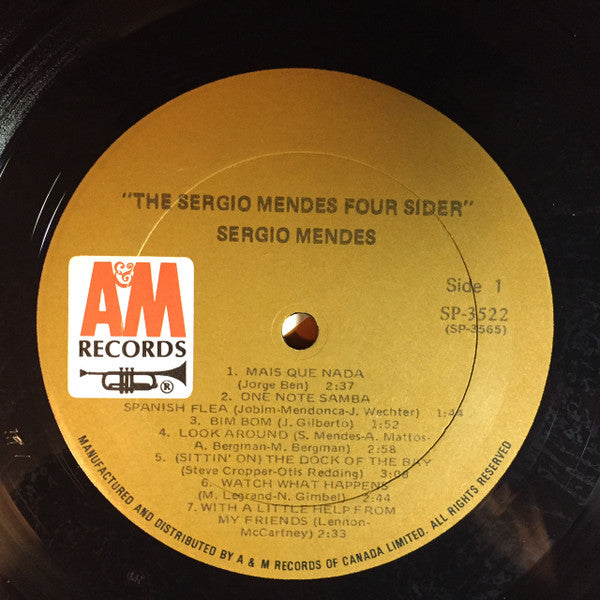 "THE SERGIO MENDES FOUR SIDER"
SERGIO MENDES
A&M
RECORDS
®
Side 1
SP-3522
(SP-3565)
1. MAIS QUE NADA
(Jorge Ben) 2:37
2. ONE NOTE SAMBA
SPANISH FLEA (Jobim-Mendonca-J. Wechter) 1:44
3. BIM BOM (J. Gilberto) 1:52
4. LOOK AROUND (S. Mendes-A. Mattos-
A. Bergman-M. Bergman) 2:58
5. (SITTIN' ON) THE DOCK OF THE BAY
(Steve Cropper-Otis Redding) 3:08
6. WATCH WHAT HAPPENS
(M. Legrand-N. Gimbel) 2:44
7. WITH A LITTLE HELP FROM
MY FRIENDS (Lennon-
McCartney) 2:33
MANUFACTURED AND DISTRIBUTED BY A & M RECORDS OF CANADA LIMITED. ALL RIGHTS RESERVED